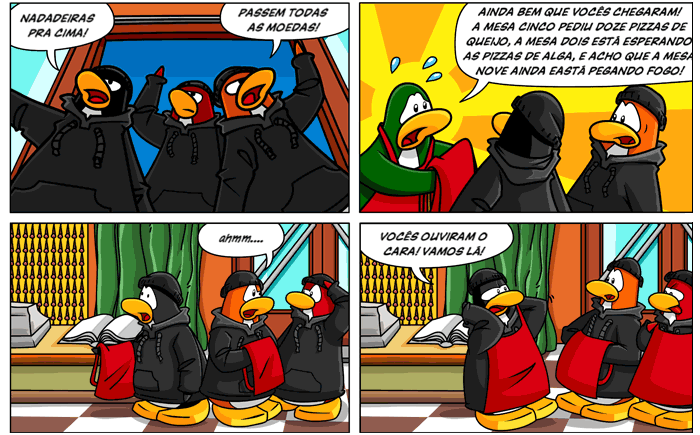 NADADEIRAS
PRA CIMA!
PASSEM TODAS
AS MOEDAS!
AINDA BEM QUE VOCÊS CHEGARAM!
A MESA CINCO PEDIU DOZE PIZZAS DE
QUEIJO, A MESA DOIS ESTÁ ESPERANDO
AS PIZZAS DE ALGA, E ACHO QUE A MESA
NOVE AINDA EASTÁ PEGANDO FOGO!
ahmm....
VOCÊS OUVIRAM O
CARA! VAMOS LÁ!